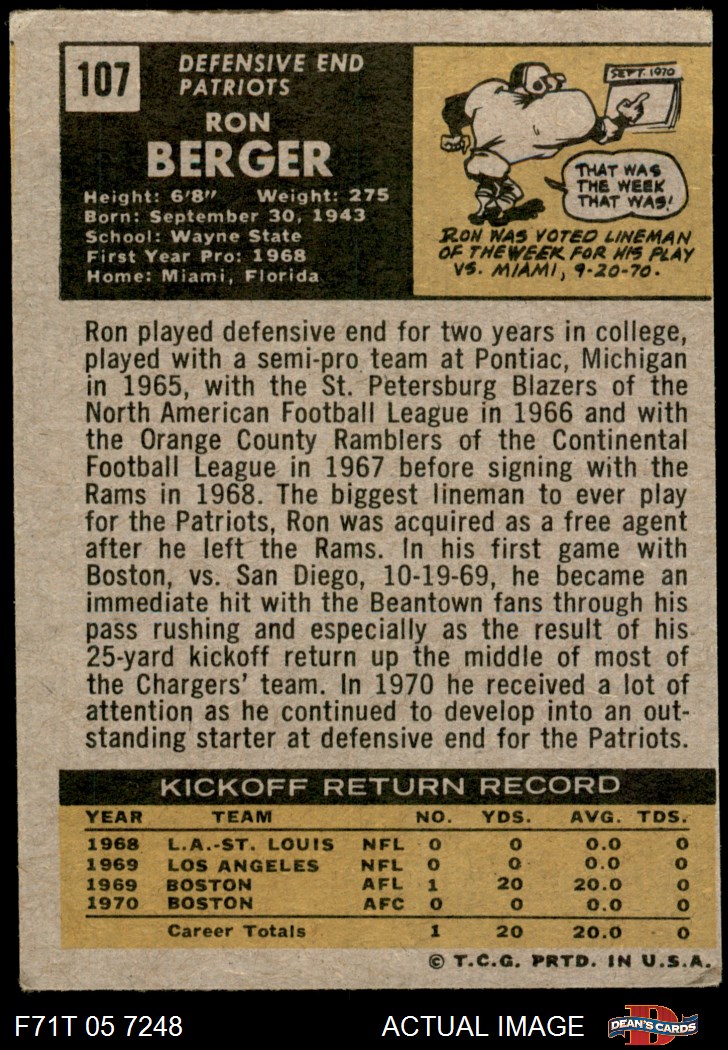 107
DEFENSIVE END
PATRIOTS
RON
BERGER
Height: 6'8" Weight: 275
Born: September 30, 1943
School: Wayne State
First Year Pro: 1968
Home: Miami, Florida
SEPT. 1970
THAT WAS
THE WEEK
THAT WAS!
RON WAS VOTED LINEMAN
OF THE WEEK FOR HIS PLAY
VS. MIAMI, 9-20-70.
Ron played defensive end for two years in college,
played with a semi-pro team at Pontiac, Michigan
in 1965, with the St. Petersburg Blazers of the
North American Football League in 1966 and with
the Orange County Ramblers of the Continental
Football League in 1967 before signing with the
Rams in 1968. The biggest lineman to ever play
for the Patriots, Ron was acquired as a free agent
after he left the Rams. In his first game with
Boston, vs. San Diego, 10-19-69, he became an
immediate hit with the Beantown fans through his
pass rushing and especially as the result of his
25-yard kickoff return up the middle of most of
the Chargers' team. In 1970 he received a lot of
attention as he continued to develop into an out-
standing starter at defensive end for the Patriots.
KICKOFF RETURN RECORD
YEAR TEAM NO. YDS. AVG. TDS.
1968 L.A.-ST. LOUIS NFL 0 0 0.0 0
1969 LOS ANGELES NFL 0 0 0.0 0
1969 BOSTON AFL 1 20 20.0 0
1970 BOSTON AFC 0 0 0.0 0
Career Totals 1 20 20.0 0
© T.C.G. PRTD. IN U.S.A.
F71T 05 7248 ACTUAL IMAGE
D
DEAN'S CARDS